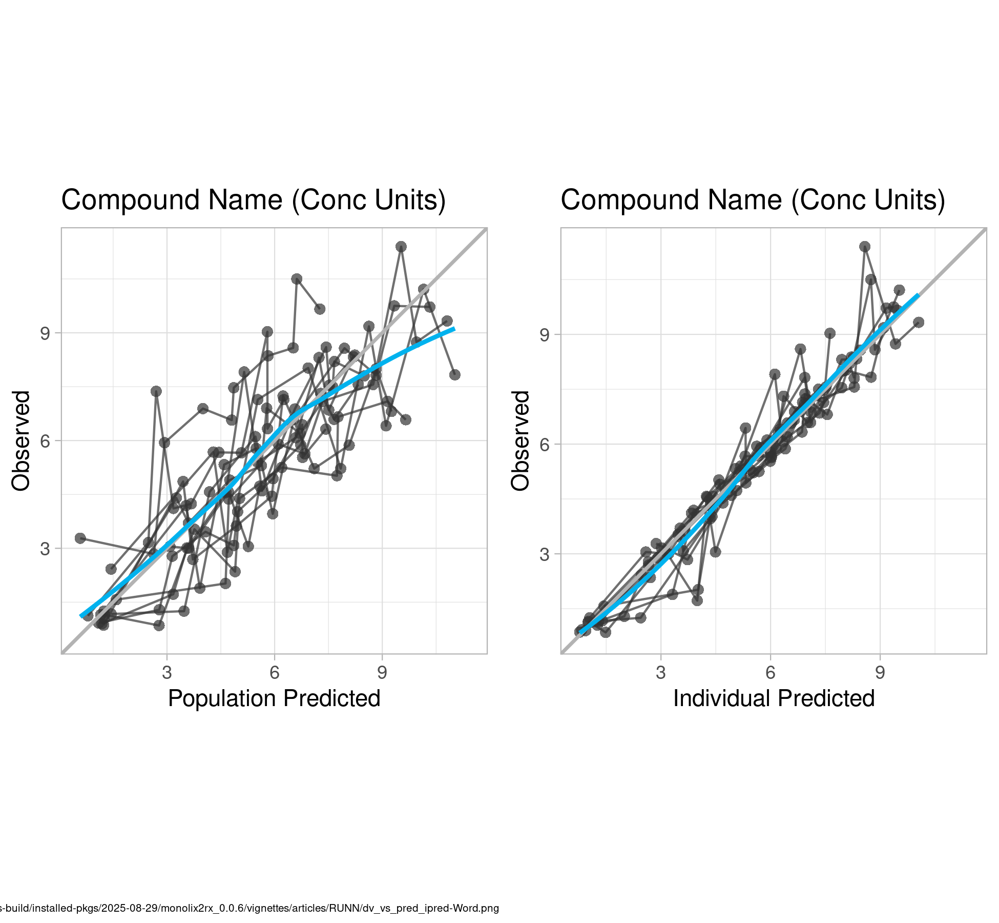 Compound Name (Conc Units)
Observed
9
6
3
3 6 9
Population Predicted
Compound Name (Conc Units)
Observed
9
6
3
3 6 9
Individual Predicted
s-build/installed-pkgs/2025-08-29/monolix2rx_0.0.6/vignettes/articles/RUNN/dv_vs_pred_ipred-Word.png